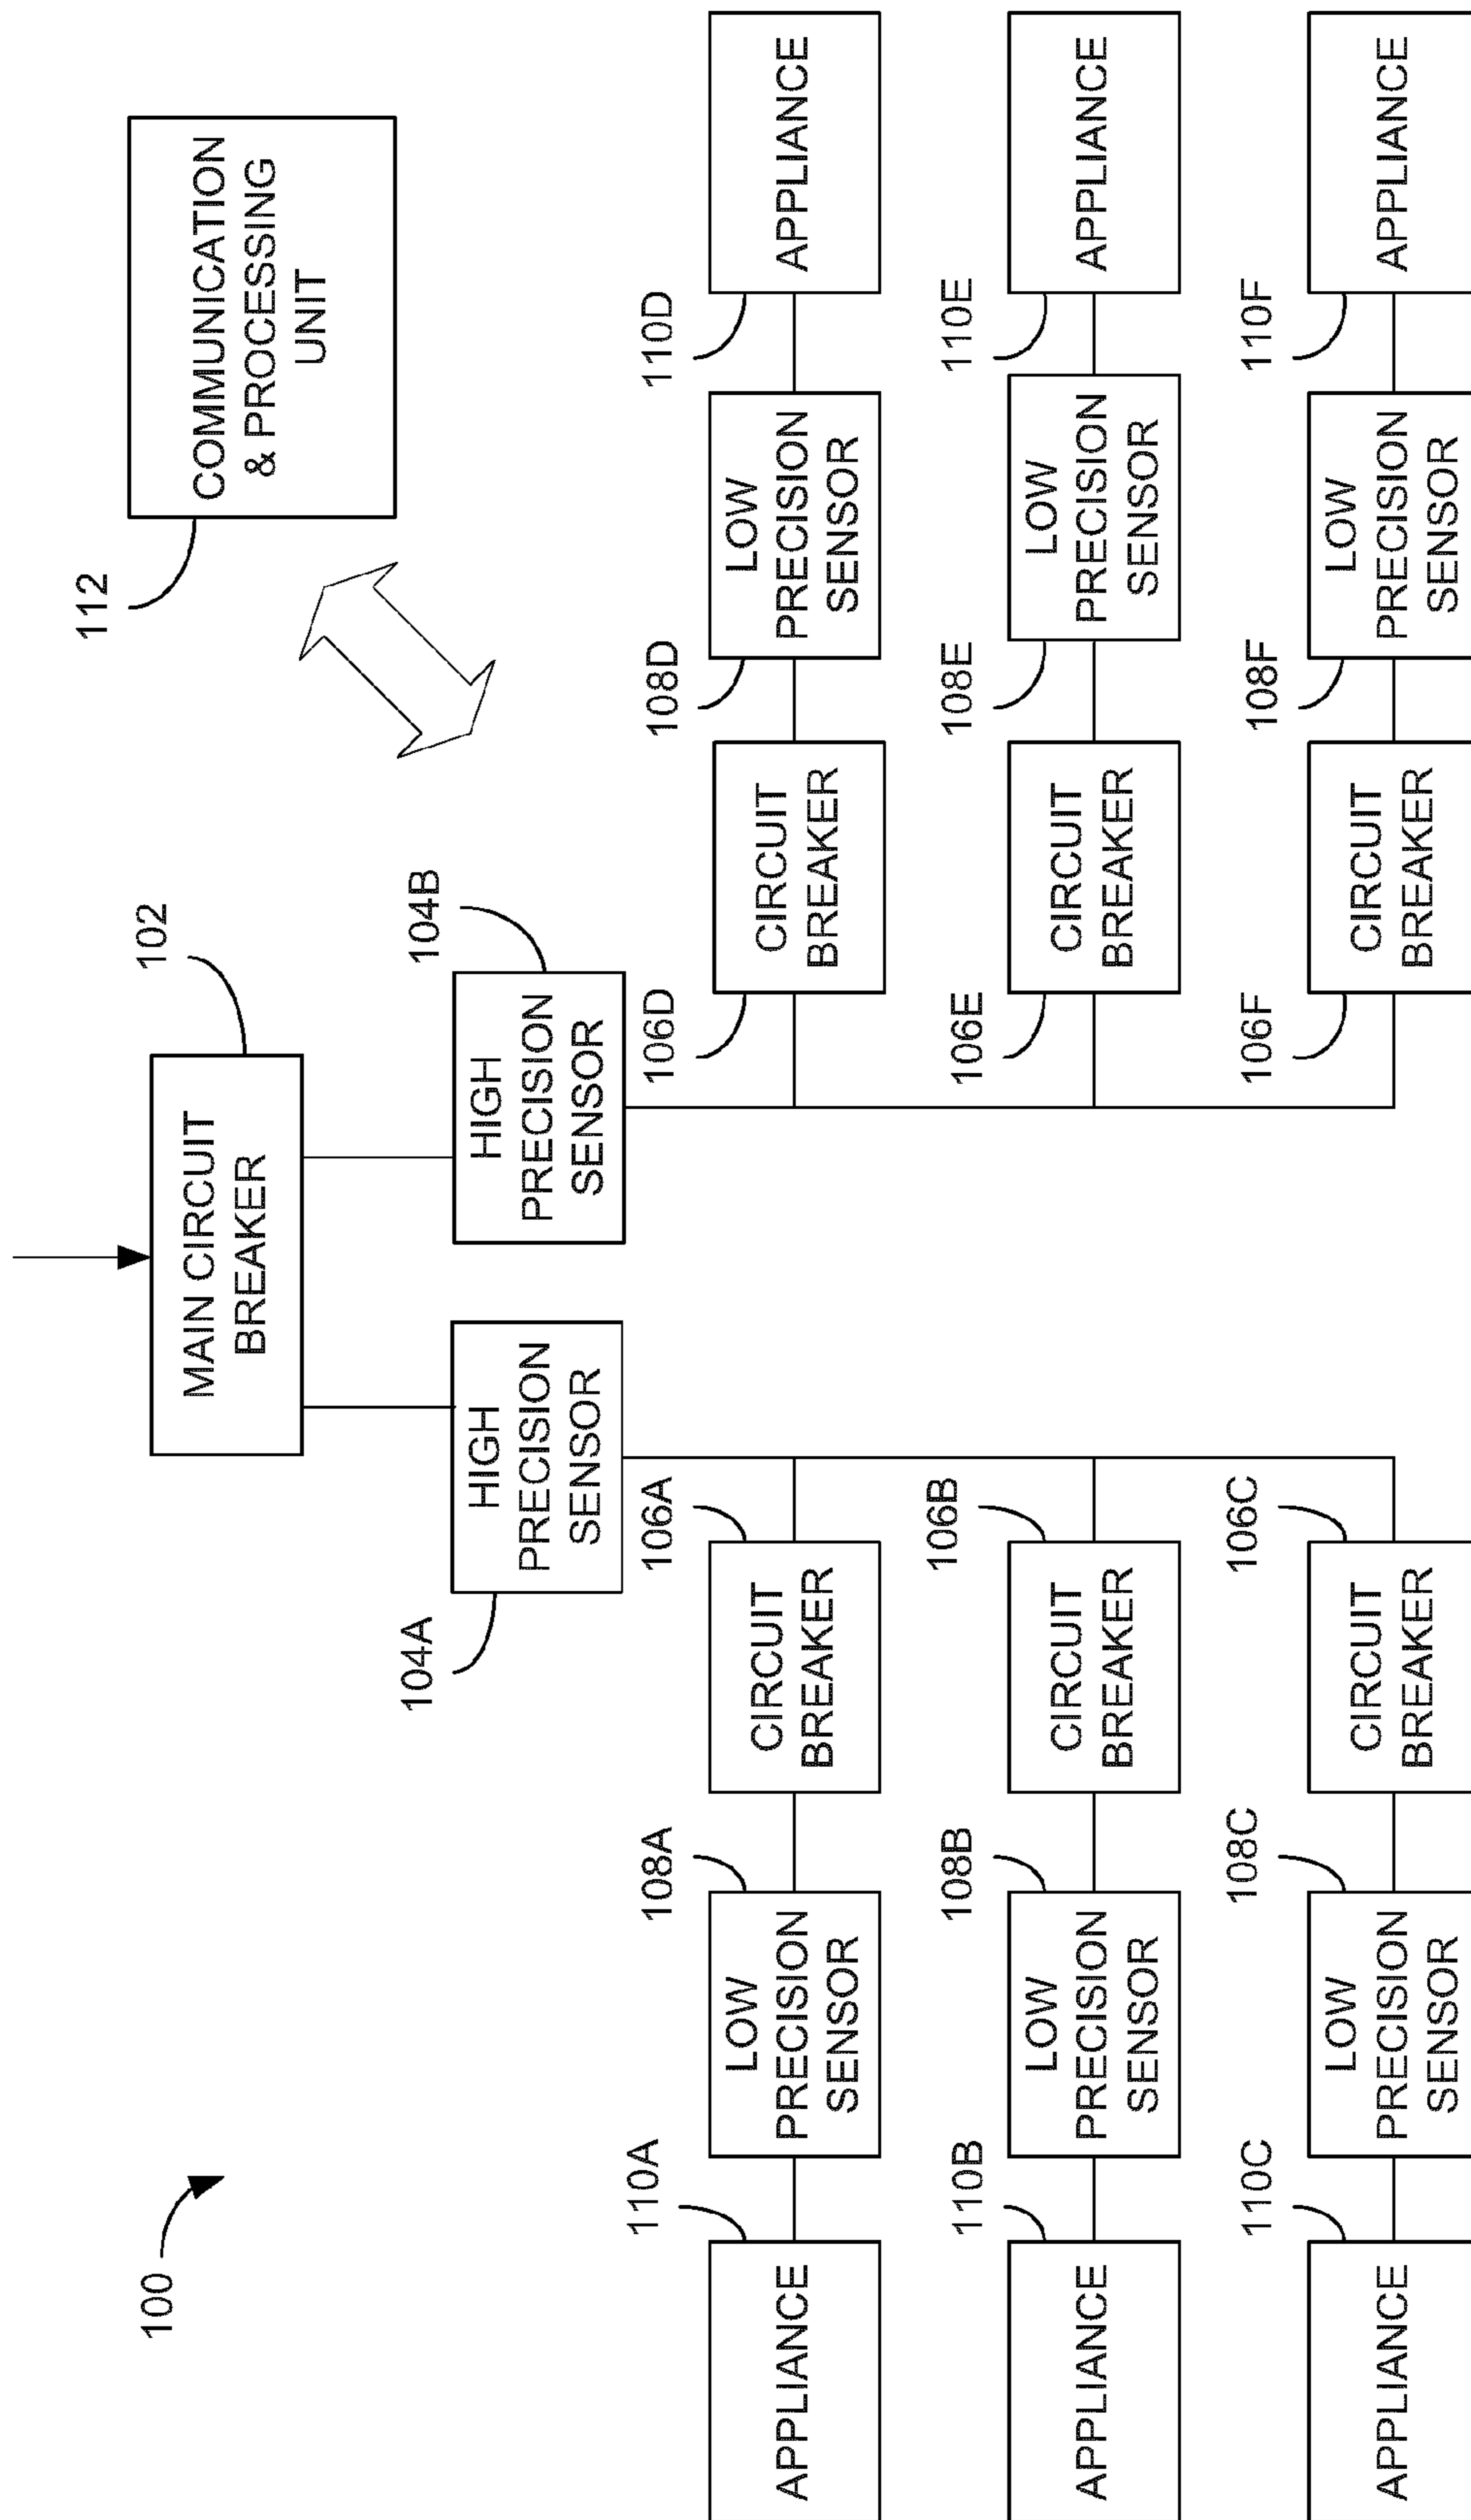 100
102
MAIN CIRCUIT
BREAKER
112
COMMUNICATION
& PROCESSING
UNIT
104A
HIGH
PRECISION
SENSOR
104B
HIGH
PRECISION
SENSOR
110A
108A
106A
106D
108D
110D
APPLIANCE
LOW
PRECISION
SENSOR
CIRCUIT
BREAKER
CIRCUIT
BREAKER
LOW
PRECISION
SENSOR
APPLIANCE
110B
108B
106B
106E
108E
110E
APPLIANCE
LOW
PRECISION
SENSOR
CIRCUIT
BREAKER
CIRCUIT
BREAKER
LOW
PRECISION
SENSOR
APPLIANCE
110C
108C
106C
106F
108F
110F
APPLIANCE
LOW
PRECISION
SENSOR
CIRCUIT
BREAKER
CIRCUIT
BREAKER
LOW
PRECISION
SENSOR
APPLIANCE